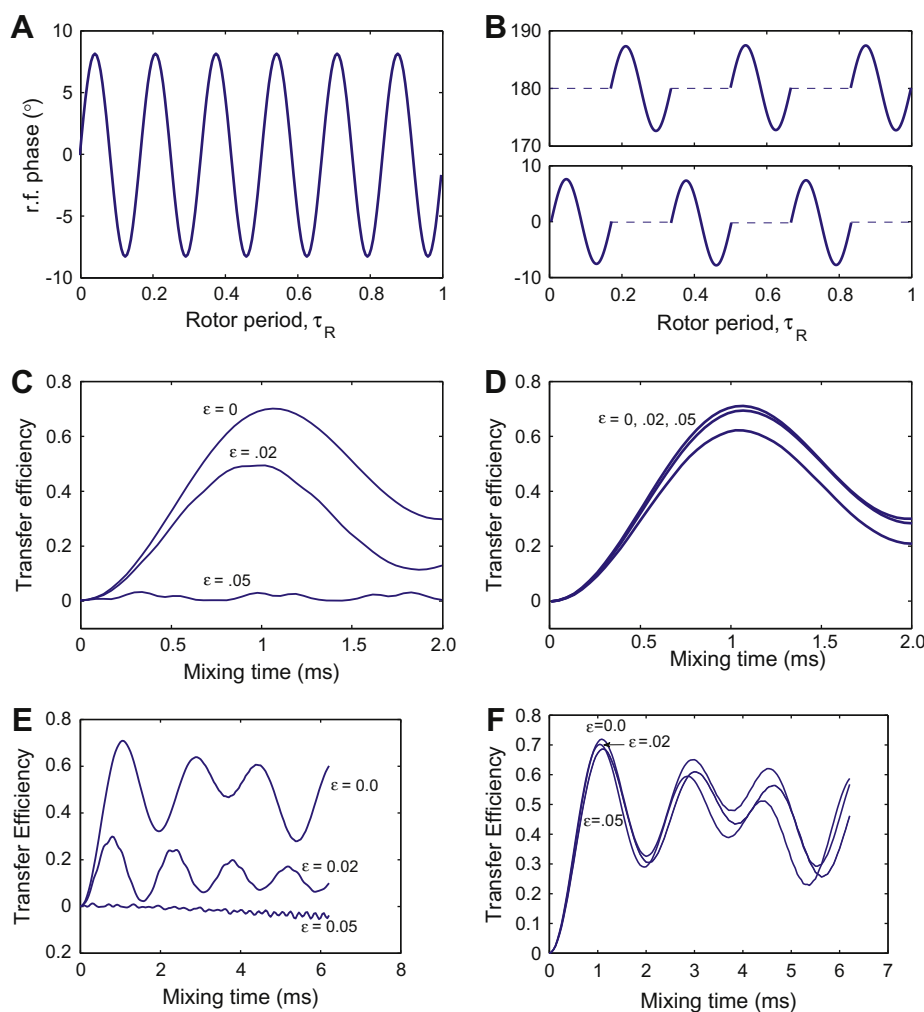 A
10
5
0
-5
-10
r.f. phase (°)
0 0.2 0.4 0.6 0.8 1
Rotor period, τR
B
190
180
170
10
0
-10
0 0.2 0.4 0.6 0.8 1
Rotor period, τR
C
0.8
0.6
0.4
0.2
0
Transfer efficiency
ε = 0
ε = .02
ε = .05
0 0.5 1 1.5 2.0
Mixing time (ms)
D
0.8
0.6
0.4
0.2
0
Transfer efficiency
ε = 0, .02, .05
0 0.5 1 1.5 2.0
Mixing time (ms)
E
0.8
0.6
0.4
0.2
0
0.2
Transfer Efficiency
ε = 0.0
ε = 0.02
ε = 0.05
0 2 4 6 8
Mixing time (ms)
F
0.8
0.7
0.6
0.5
0.4
0.3
0.2
0.1
0
Transfer Efficiency
ε=0.0
ε=.02
ε=.05
0 1 2 3 4 5 6 7
Mixing time (ms)